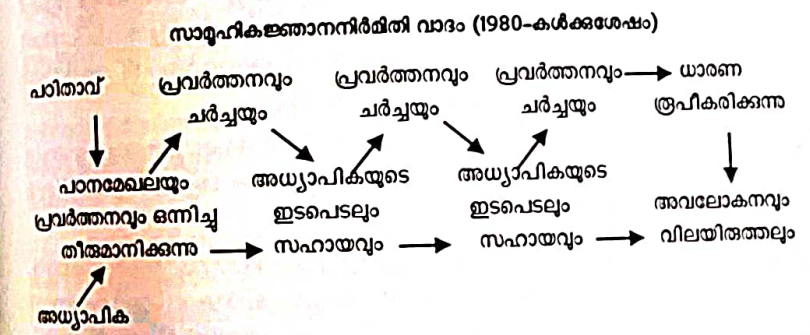 സാമൂഹികജ്ഞാനനിർമിതി വാദം (1980-കൾക്കുശേഷം)
പഠിതാവ്
പ്രവർത്തനവും
ചർച്ചയും
പ്രവർത്തനവും
ചർച്ചയും
പ്രവർത്തനവും
ചർച്ചയും
ധാരണ
രൂപീകരിക്കുന്നു
പാഠനമേഖലയും
പ്രവർത്തനവും ഒന്നിച്ചു
തീരുമാനിക്കുന്നു
അധ്യാപികയുടെ
ഇടപെടലും
സഹായവും
അധ്യാപികയുടെ
ഇടപെടലും
സഹായവും
അവലോകനവും
വിലയിരുത്തലും
അധ്യാപിക